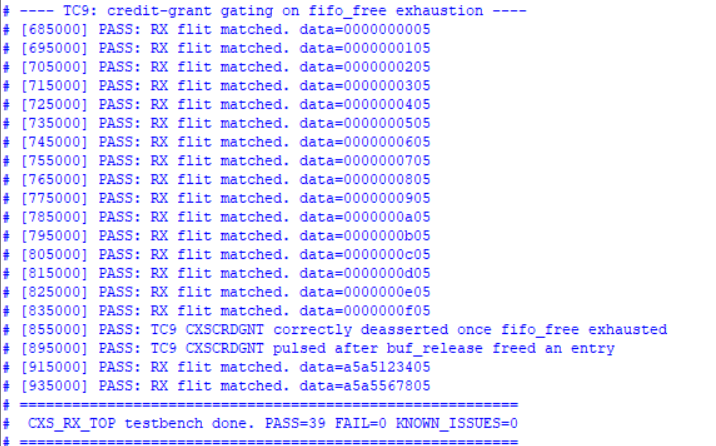 # ---- TC9: credit-grant gating on fifo_free exhaustion ----
# [685000] PASS: RX flit matched. data=0000000005
# [695000] PASS: RX flit matched. data=0000000105
# [705000] PASS: RX flit matched. data=0000000205
# [715000] PASS: RX flit matched. data=0000000305
# [725000] PASS: RX flit matched. data=0000000405
# [735000] PASS: RX flit matched. data=0000000505
# [745000] PASS: RX flit matched. data=0000000605
# [755000] PASS: RX flit matched. data=0000000705
# [765000] PASS: RX flit matched. data=0000000805
# [775000] PASS: RX flit matched. data=0000000905
# [785000] PASS: RX flit matched. data=0000000a05
# [795000] PASS: RX flit matched. data=0000000b05
# [805000] PASS: RX flit matched. data=0000000c05
# [815000] PASS: RX flit matched. data=0000000d05
# [825000] PASS: RX flit matched. data=0000000e05
# [835000] PASS: RX flit matched. data=0000000f05
# [855000] PASS: TC9 CXSCRDGNT correctly deasserted once fifo_free exhausted
# [895000] PASS: TC9 CXSCRDGNT pulsed after buf_release freed an entry
# [915000] PASS: RX flit matched. data=a5a5123405
# [935000] PASS: RX flit matched. data=a5a5567805
# =========================================================
#  CXS_RX_TOP testbench done. PASS=39 FAIL=0 KNOWN_ISSUES=0
# =========================================================